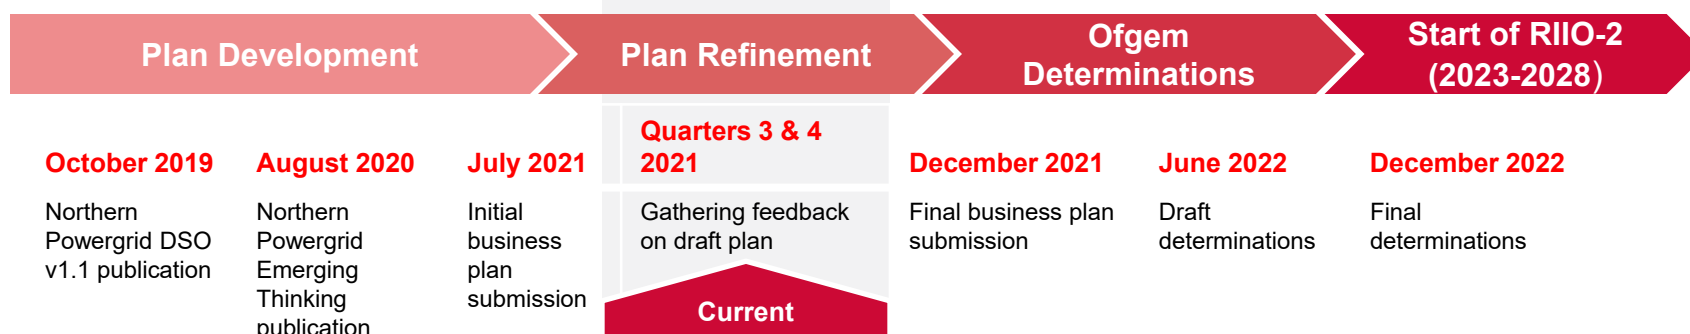 Plan Development
Plan Refinement
Ofgem
Determinations
Start of RIIO-2
(2023-2028)
October 2019
Northern
Powergrid DSO
v1.1 publication
August 2020
Northern
Powergrid
Emerging
Thinking
publication
July 2021
Initial
business
plan
submission
Quarters 3 & 4
2021
Gathering feedback
on draft plan
Current
December 2021
Final business plan
submission
June 2022
Draft
determinations
December 2022
Final
determinations